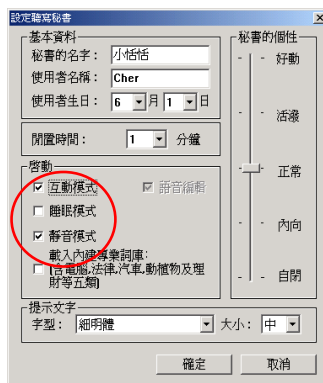 設定聽寫秘書
基本資料
秘書的名字： 小恬恬
使用者名稱： Cher
使用者生日： 6 月 1 日
閒置時間： 1 分鐘
啓動
互動模式 語音編輯
睡眠模式
靜音模式
載入內建專業詞庫:
(含電腦,法律,汽車,動植物及理
財等五類)
提示文字
字型： 細明體 大小： 中
秘書的個性
好動
活潑
正常
內向
自閉
確定 取消